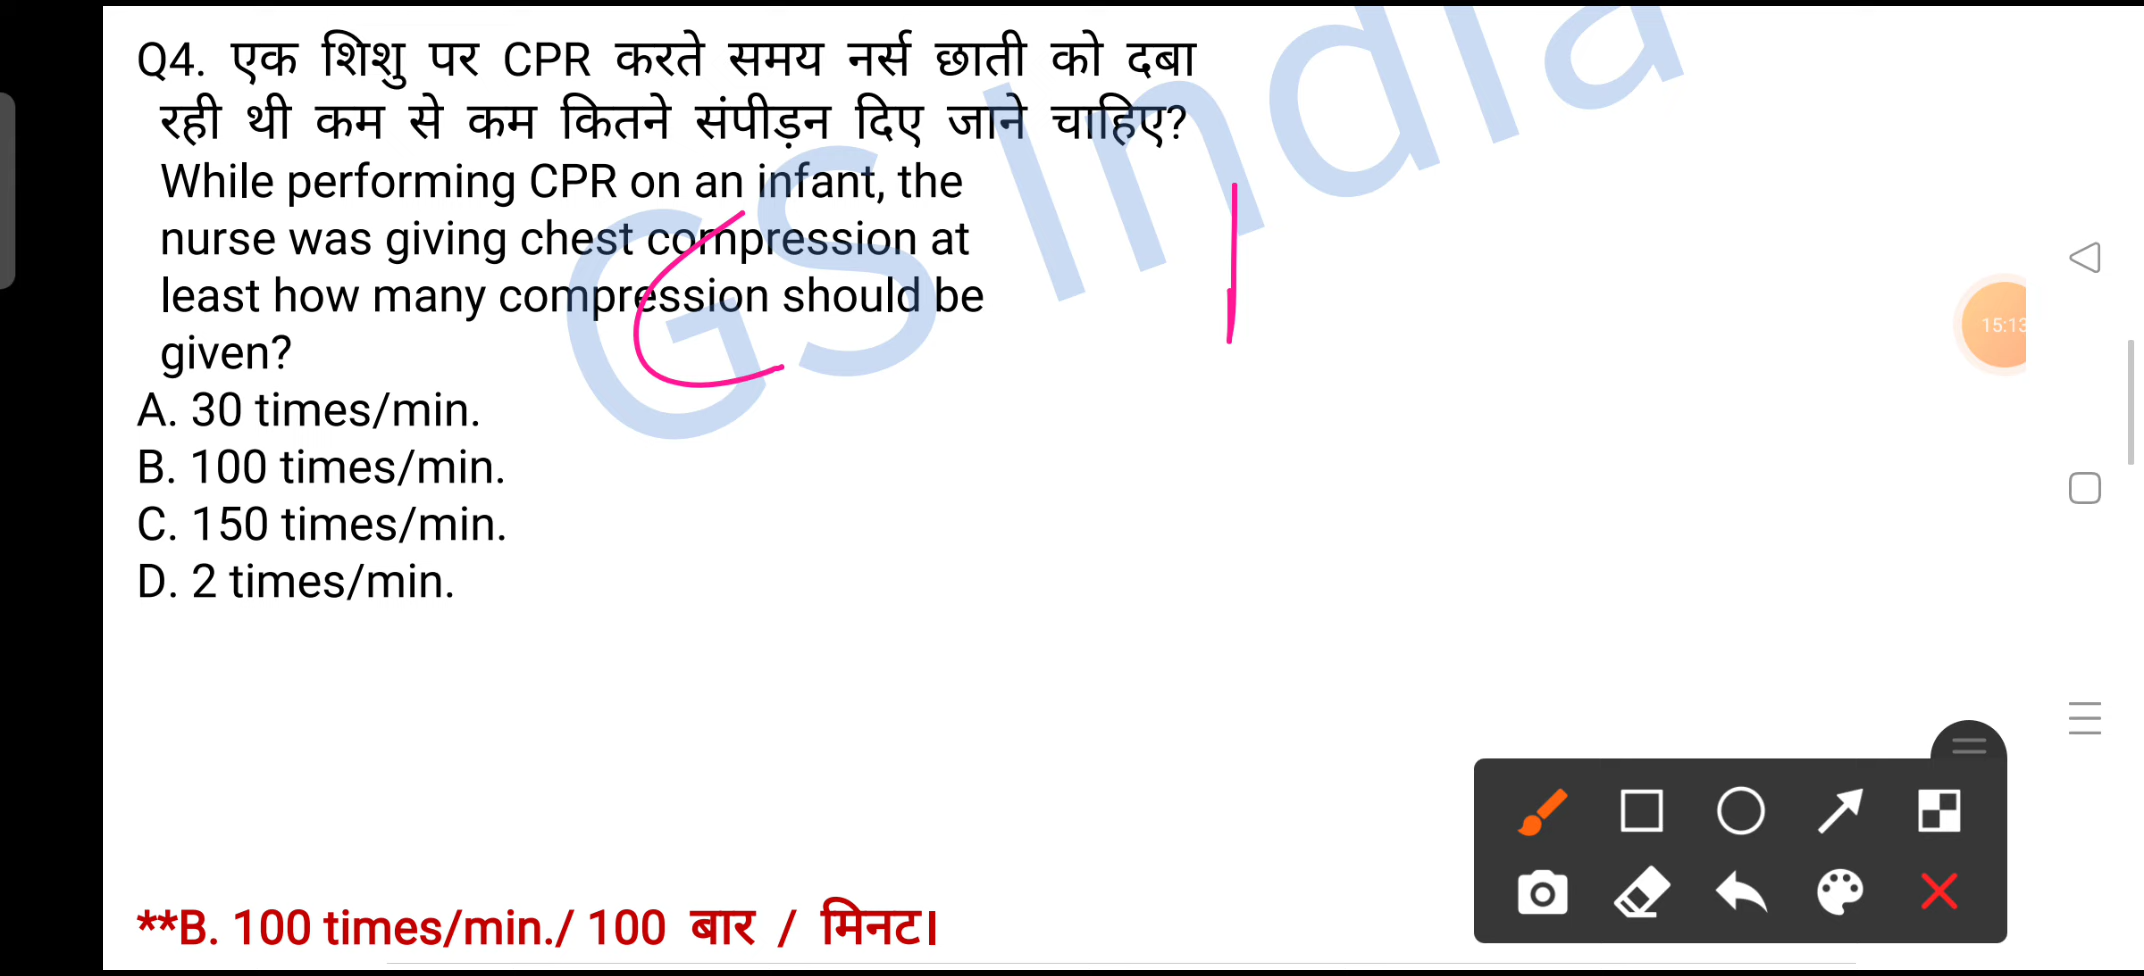 Q4. एक शिशु पर CPR करते समय नर्स छाती को दबा
रही थी कम से कम कितने संपीड़न दिए जाने चाहिए?
While performing CPR on an infant, the
nurse was giving chest compression at
least how many compression should be
given?
A. 30 times/min.
B. 100 times/min.
C. 150 times/min.
D. 2 times/min.
**B. 100 times/min./ 100 बार / मिनट।
GS India
15:13